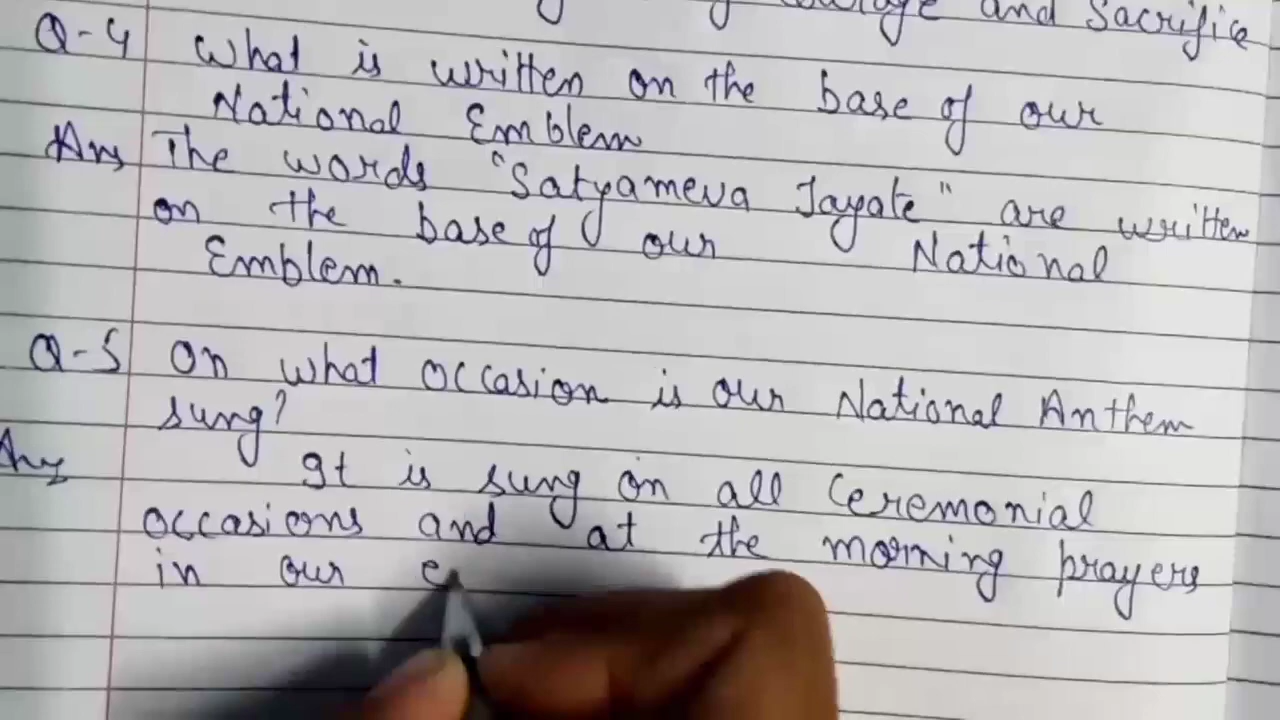 and Sacrifice
Q-4 What is written on the base of our
National Emblem
Ans The words "Satyameva Jayate" are written
on the base of our National
Emblem.
Q-5 On what occasion is our National Anthem
sung?
Ans It is sung on all Ceremonial
occasions and at the morning prayers
in our